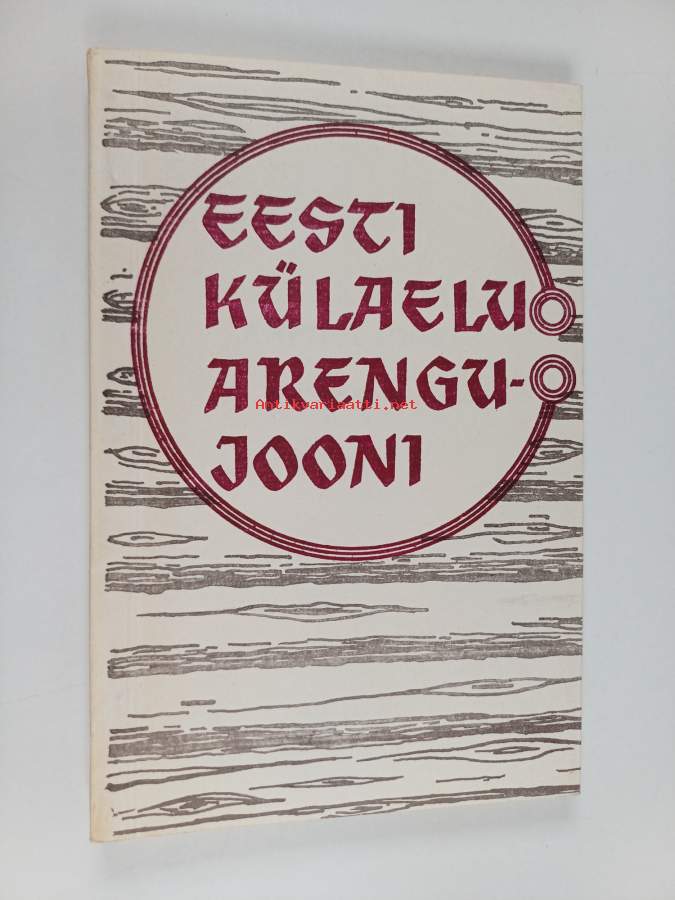 EESTI
KÜLAELU
ARENGU-
Antikvariaatti.net
JOONI